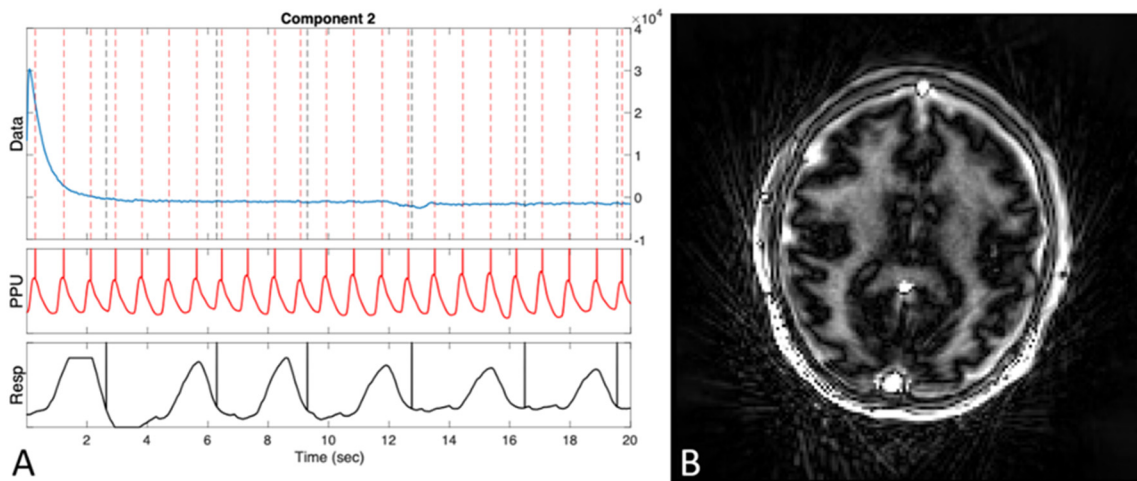 Component 2
×10⁴
Data
4
3
2
1
0
-1
PPU
Resp
2 4 6 8 10 12 14 16 18 20
Time (sec)
A
B